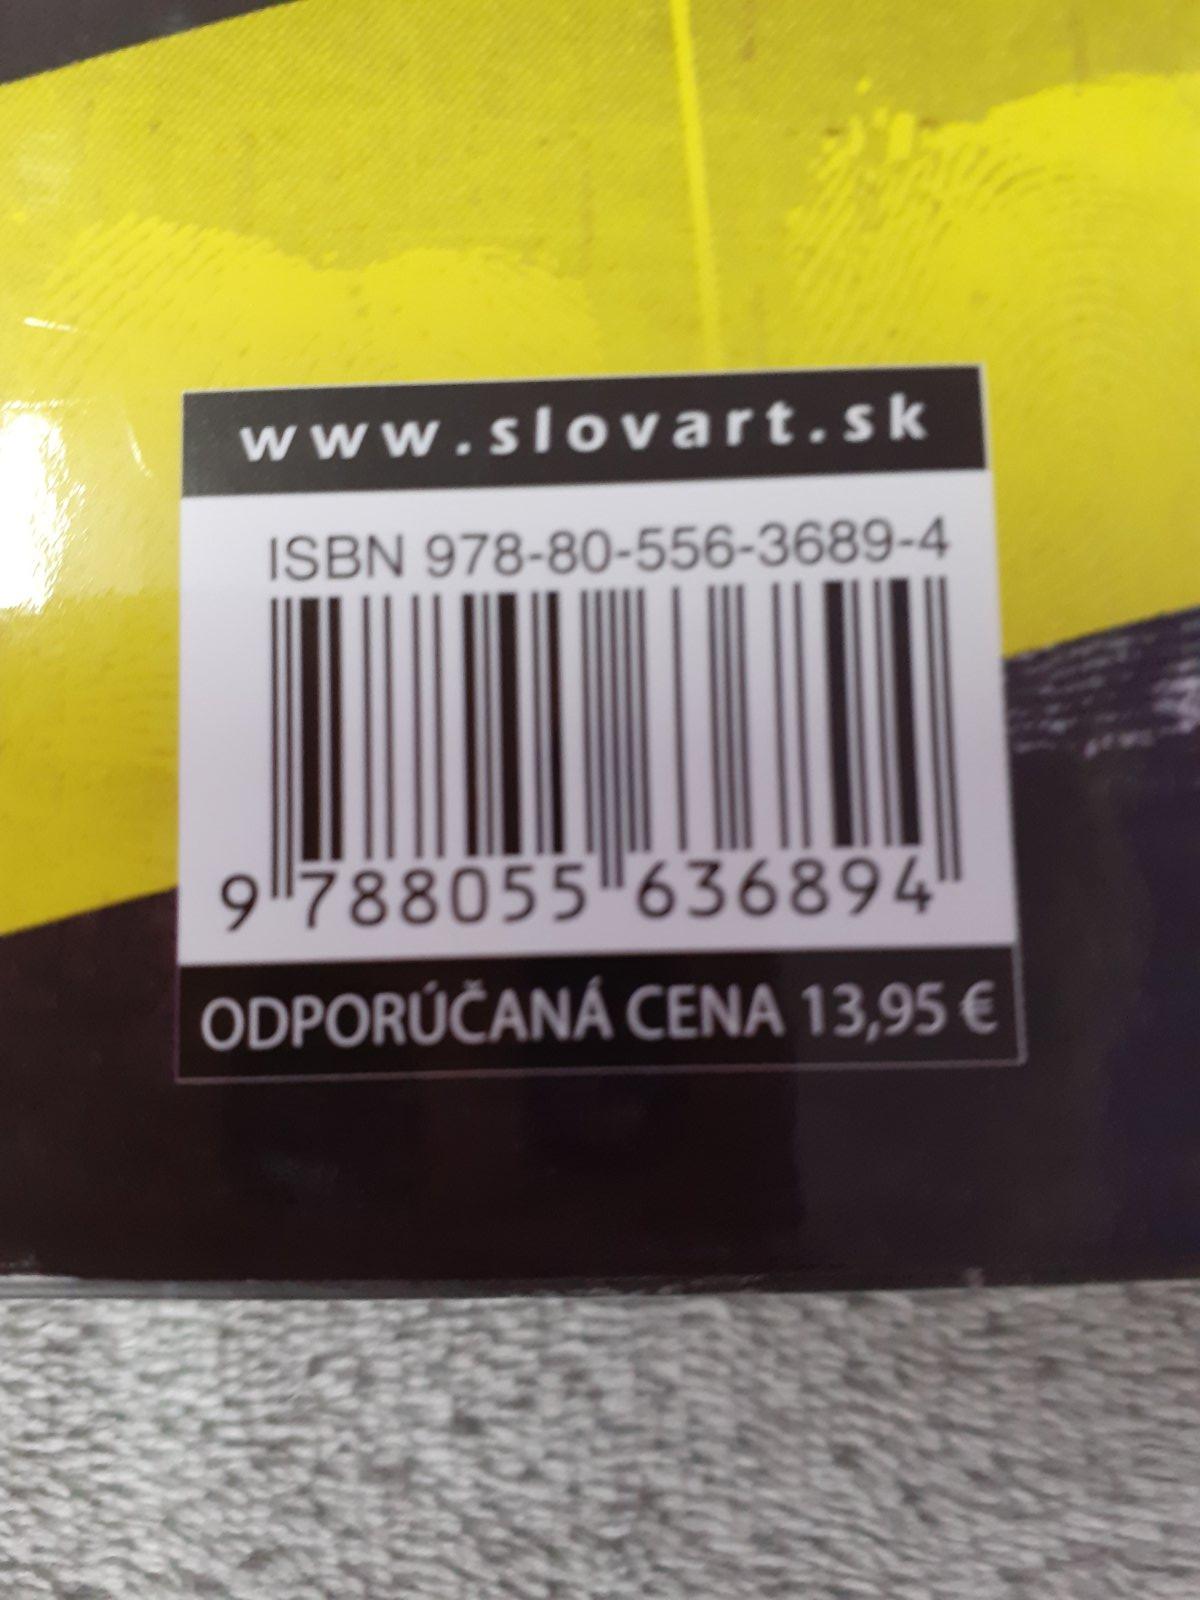 www.slovart.sk
ISBN 978-80-556-3689-4
9 788055 636894
ODPORÚČANÁ CENA 13,95 €